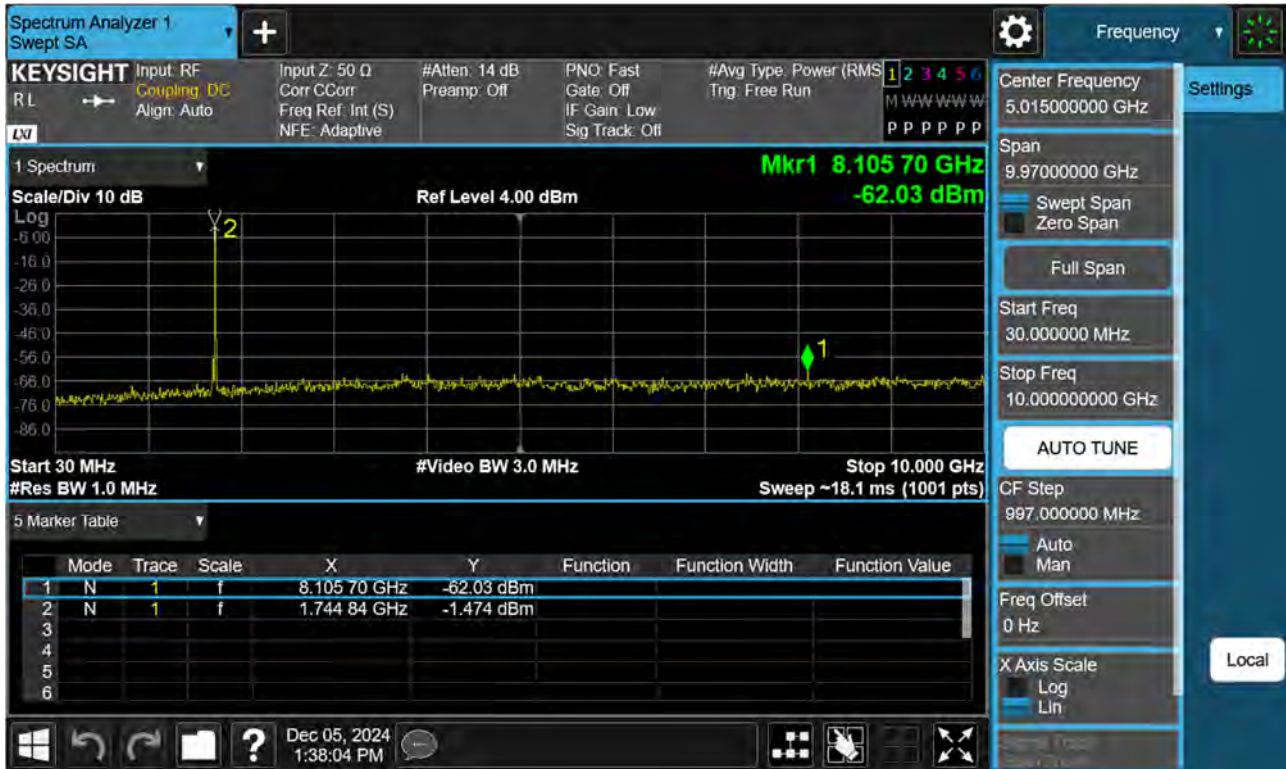 Spectrum Analyzer 1
Swept SA
Frequency
KEYSIGHT
RL
LXI
Input: RF
Coupling: DC
Align: Auto
Input Z: 50 Ω
Corr CCorr
Freq Ref: Int (S)
NFE: Adaptive
#Atten: 14 dB
Preamp: Off
PNO: Fast
Gate: Off
IF Gain: Low
Sig Track: Off
#Avg Type: Power (RMS
Trig: Free Run
1 2 3 4 5 6
M W W W W W
P P P P P P
1 Spectrum
Mkr1 8.105 70 GHz
-62.03 dBm
Scale/Div 10 dB
Ref Level 4.00 dBm
Log
-6.00
-16.0
-26.0
-36.0
-46.0
-56.0
-66.0
-76.0
-86.0
2
1
Start 30 MHz
#Video BW 3.0 MHz
Stop 10.000 GHz
#Res BW 1.0 MHz
Sweep ~18.1 ms (1001 pts)
5 Marker Table
Mode Trace Scale X Y Function Function Width Function Value
1 N 1 f 8.105 70 GHz -62.03 dBm
2 N 1 f 1.744 84 GHz -1.474 dBm
3
4
5
6
?
Dec 05, 2024
1:38:04 PM
Center Frequency
5.015000000 GHz
Settings
Span
9.97000000 GHz
Swept Span
Zero Span
Full Span
Start Freq
30.000000 MHz
Stop Freq
10.000000000 GHz
AUTO TUNE
CF Step
997.000000 MHz
Auto
Man
Freq Offset
0 Hz
X Axis Scale
Log
Lin
Local